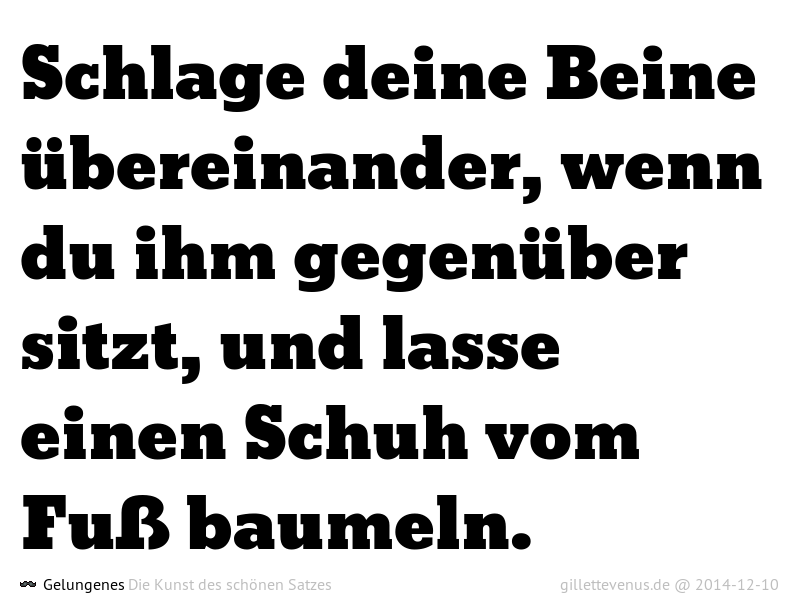 Schlage deine Beine
übereinander, wenn
du ihm gegenüber
sitzt, und lasse
einen Schuh vom
Fuß baumeln.
Gelungenes Die Kunst des schönen Satzes gillettevenus.de @ 2014-12-10